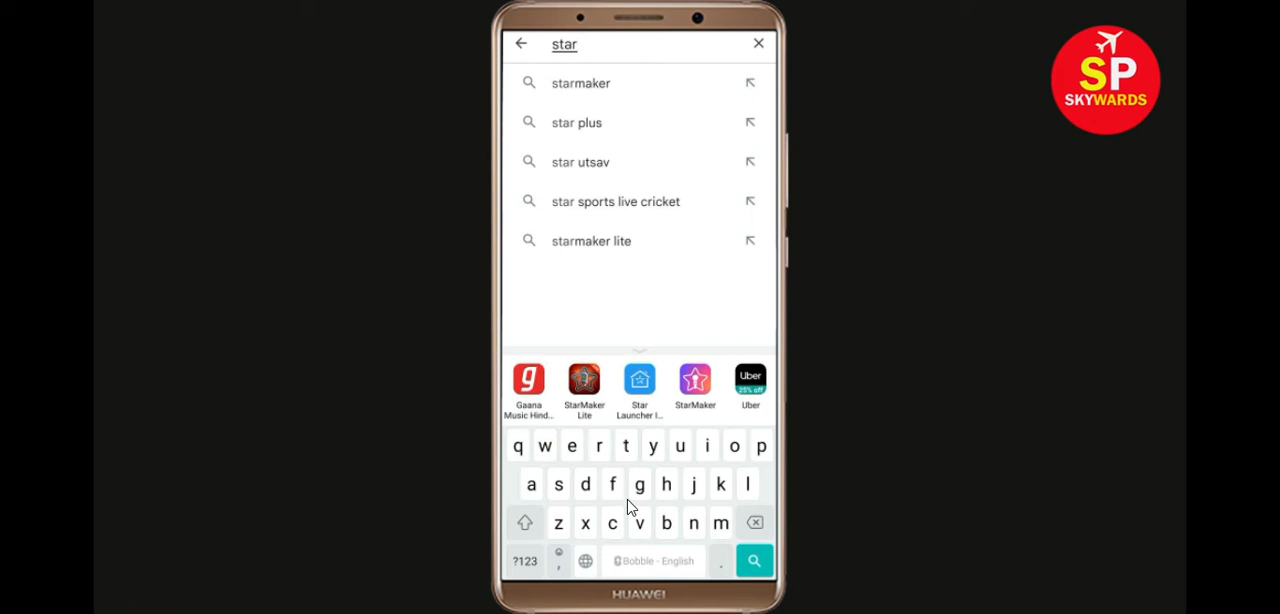 star
SP
SKYWARDS
starmaker
star plus
star utsav
star sports live cricket
starmaker lite
g
Uber
25% off
Gaana
Music Hind...
StarMaker
Lite
Star
Launcher I...
StarMaker
Uber
q w e r t y u i o p
a s d f g h j k l
z x c v b n m
?123 , Bobble - English .
HUAWEI